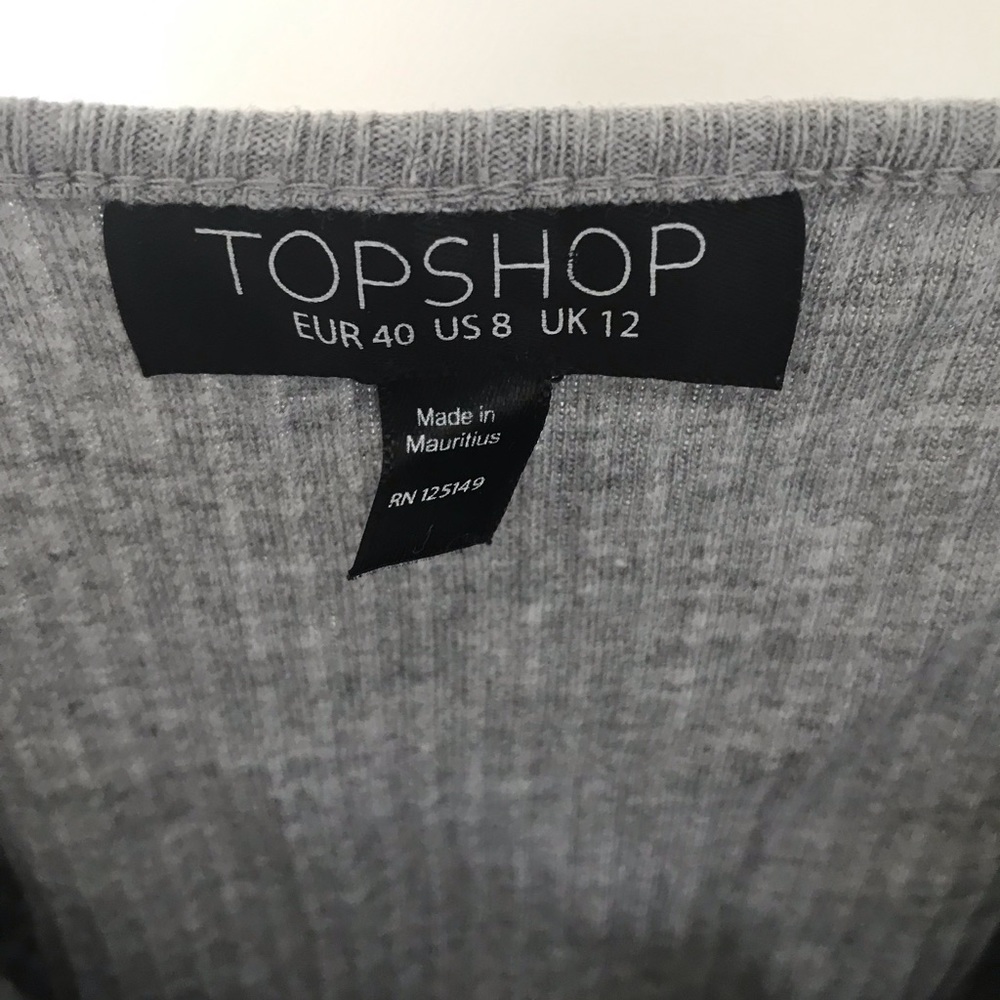 TOPSHOP
EUR 40 US 8 UK 12
Made in
Mauritius
RN 125149